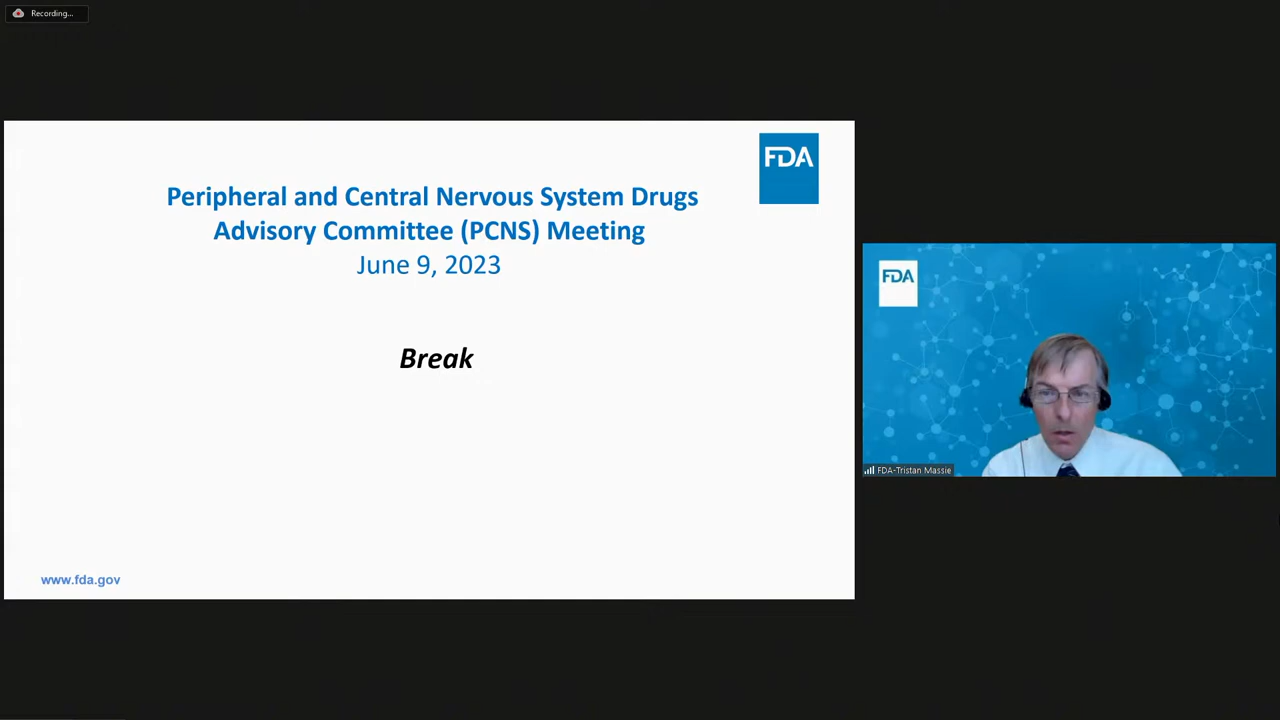 Recording...
FDA
Peripheral and Central Nervous System Drugs
Advisory Committee (PCNS) Meeting
June 9, 2023
Break
www.fda.gov
FDA
FDA-Tristan Massie